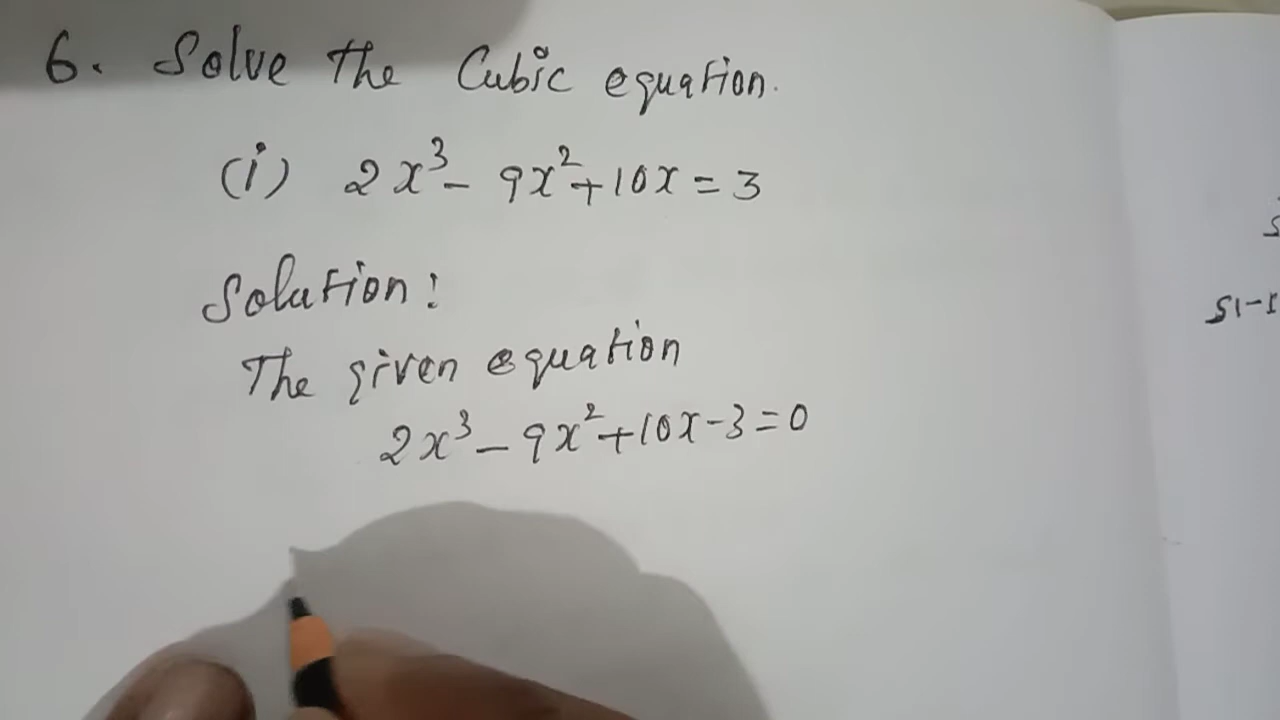 6. Solve the Cubic equation.
(i) 2x³ - 9x² + 10x = 3
Solution:
The given equation
2x³ - 9x² + 10x - 3 = 0